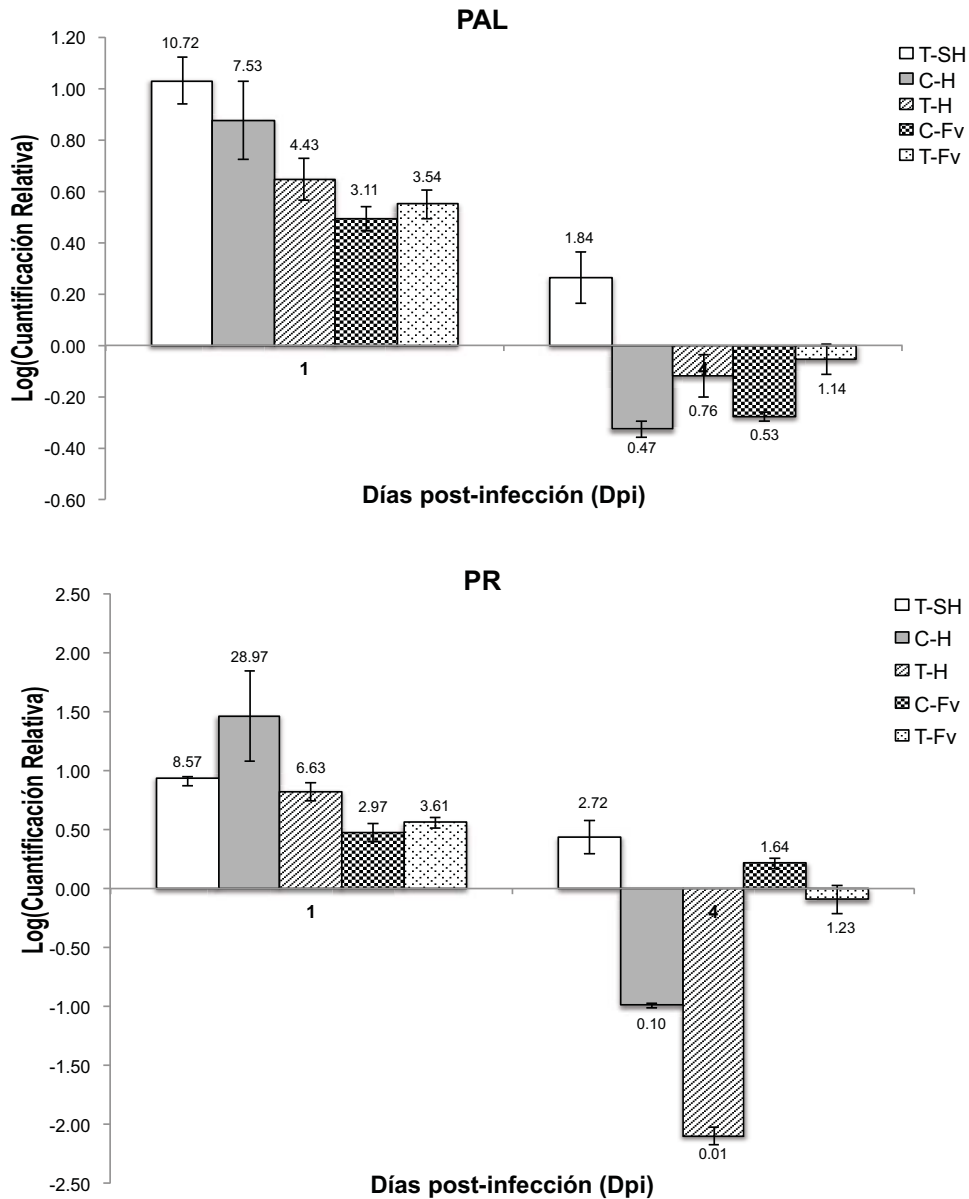 PAL
1.20
1.00
0.80
0.60
0.40
0.20
0.00
-0.20
-0.40
-0.60
Log(Cuantificación Relativa)
10.72
7.53
4.43
3.11
3.54
1.84
0.47
0.76
0.53
1.14
1
4
Días post-infección (Dpi)
T-SH
C-H
T-H
C-Fv
T-Fv
PR
2.50
2.00
1.50
1.00
0.50
0.00
-0.50
-1.00
-1.50
-2.00
-2.50
Log(Cuantificación Relativa)
8.57
28.97
6.63
2.97
3.61
2.72
0.10
0.01
1.64
1.23
1
4
Días post-infección (Dpi)
T-SH
C-H
T-H
C-Fv
T-Fv